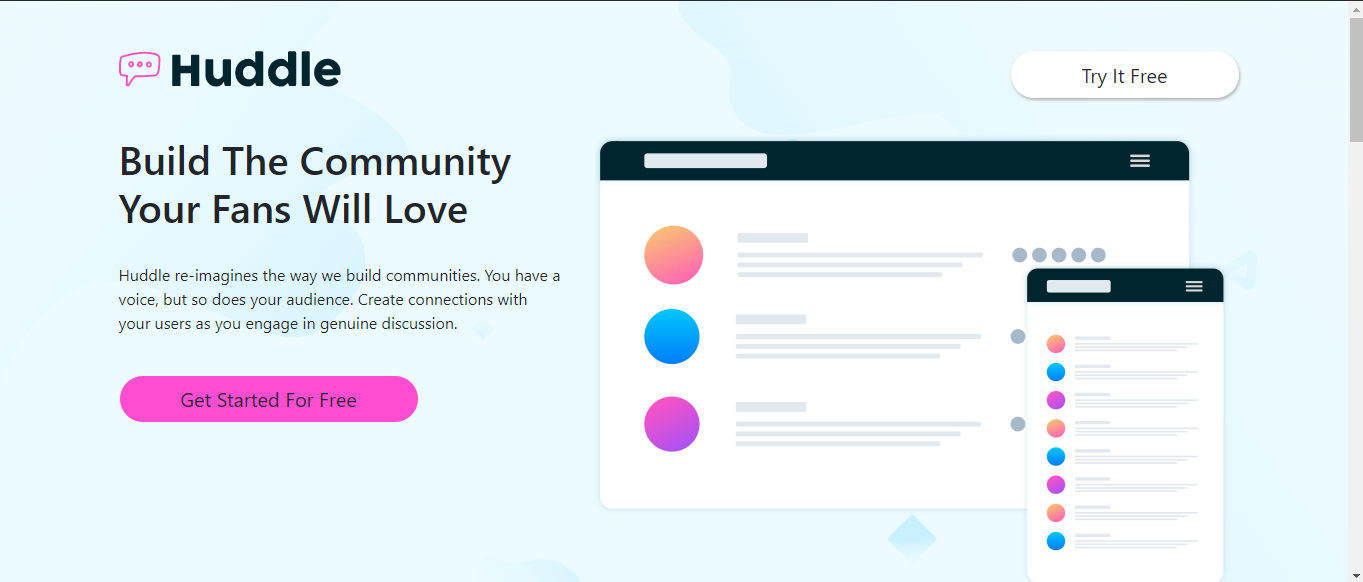 Huddle
Try It Free
Build The Community
Your Fans Will Love
Huddle re-imagines the way we build communities. You have a
voice, but so does your audience. Create connections with
your users as you engage in genuine discussion.
Get Started For Free